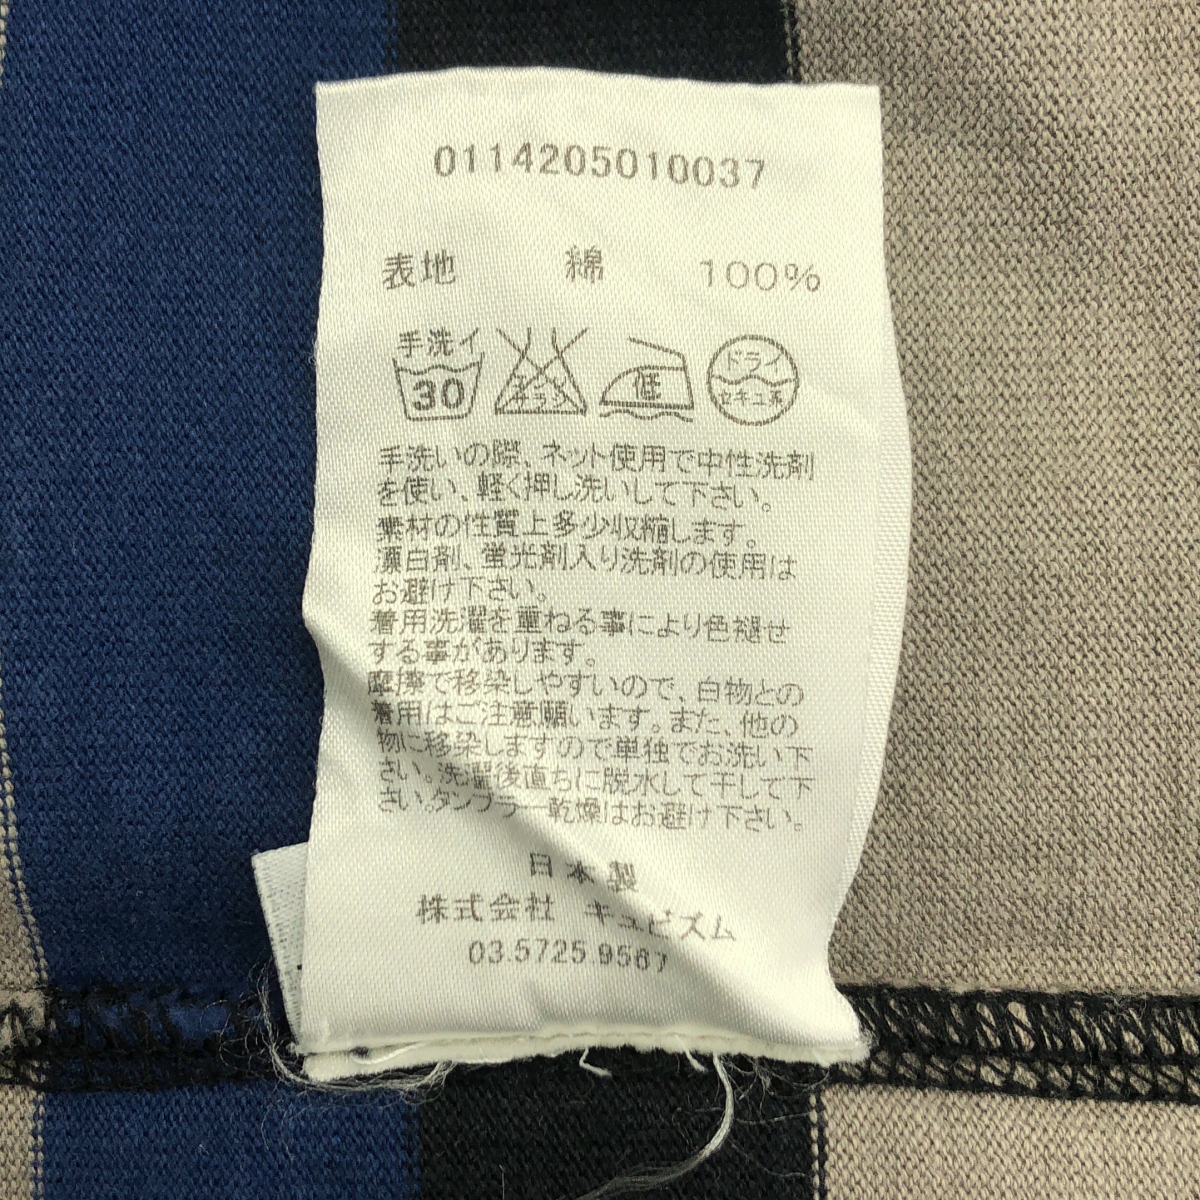 0114205010037
表地 綿 100%
手洗イ 30 エンソ サラシ 低 ドライ セキユ系
手洗いの際、ネット使用で中性洗剤
を使い、軽く押し洗いして下さい。
素材の性質上多少収縮します。
漂白剤、蛍光剤入り洗剤の使用は
お避け下さい。
着用洗濯を重ねる事により色褪せ
する事があります。
摩擦で移染しやすいので、白物との
着用はご注意願います。また、他の
物に移染しますので単独でお洗い下
さい。洗濯後直ちに脱水して干して下
さい。タンブラー乾燥はお避け下さい。
日本製
株式会社 キュビズム
03.5725.9567